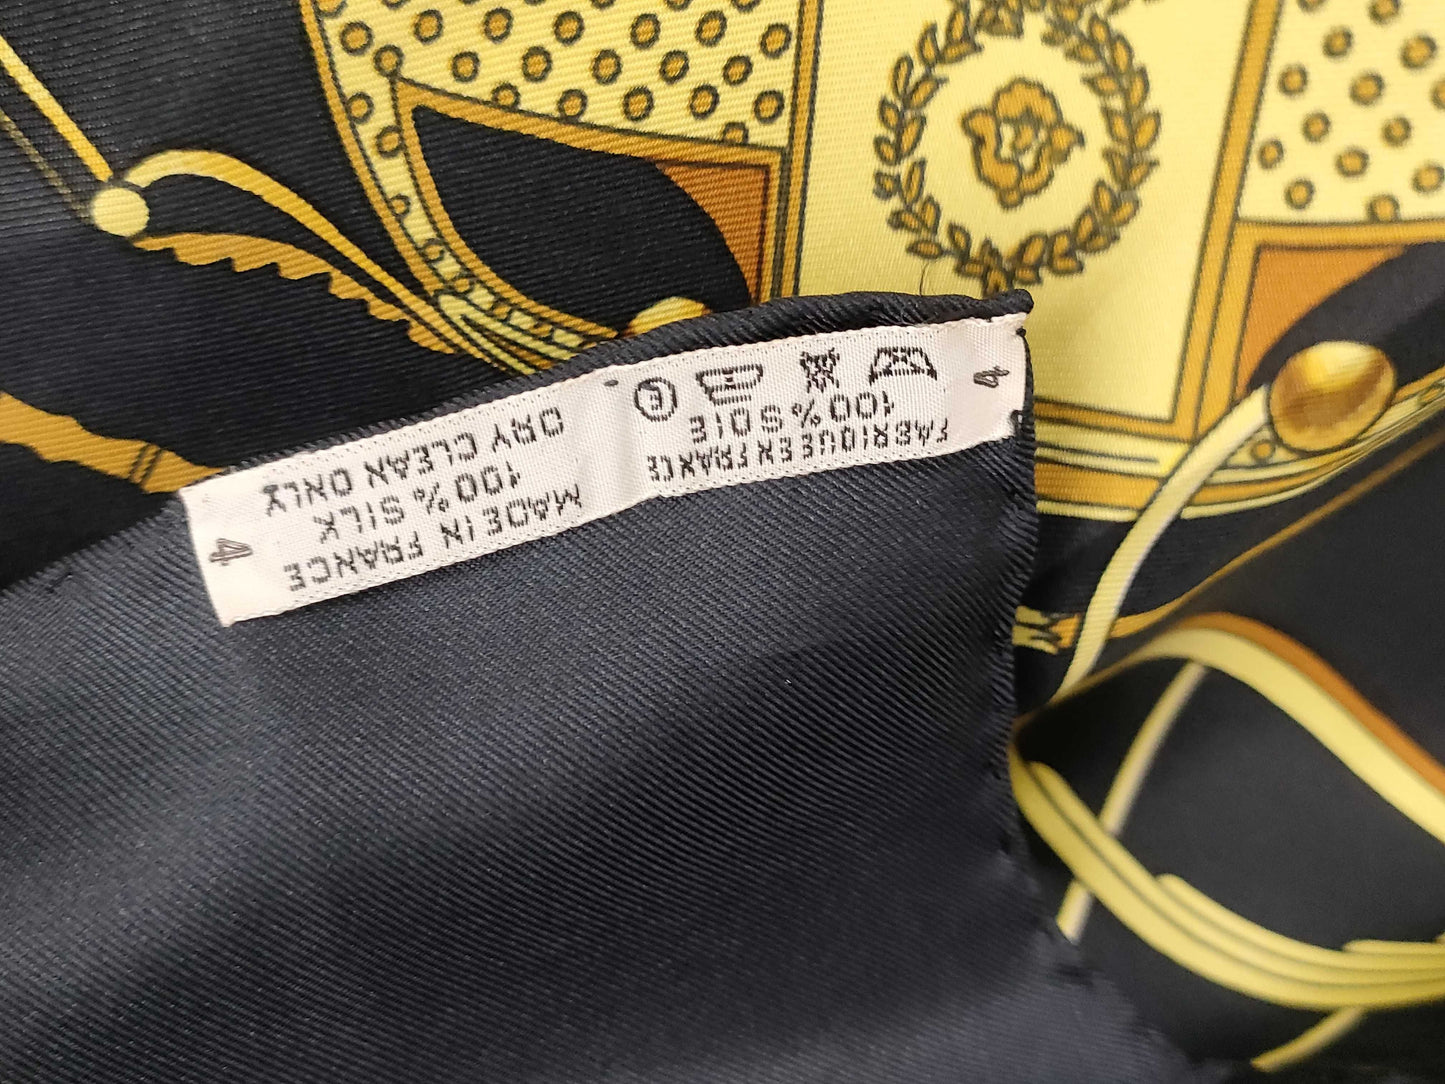 4
FABRIQUE EN FRANCE
100% SOIE
E
MADE IN FRANCE
100% SILK
DRY CLEAN ONLY
4